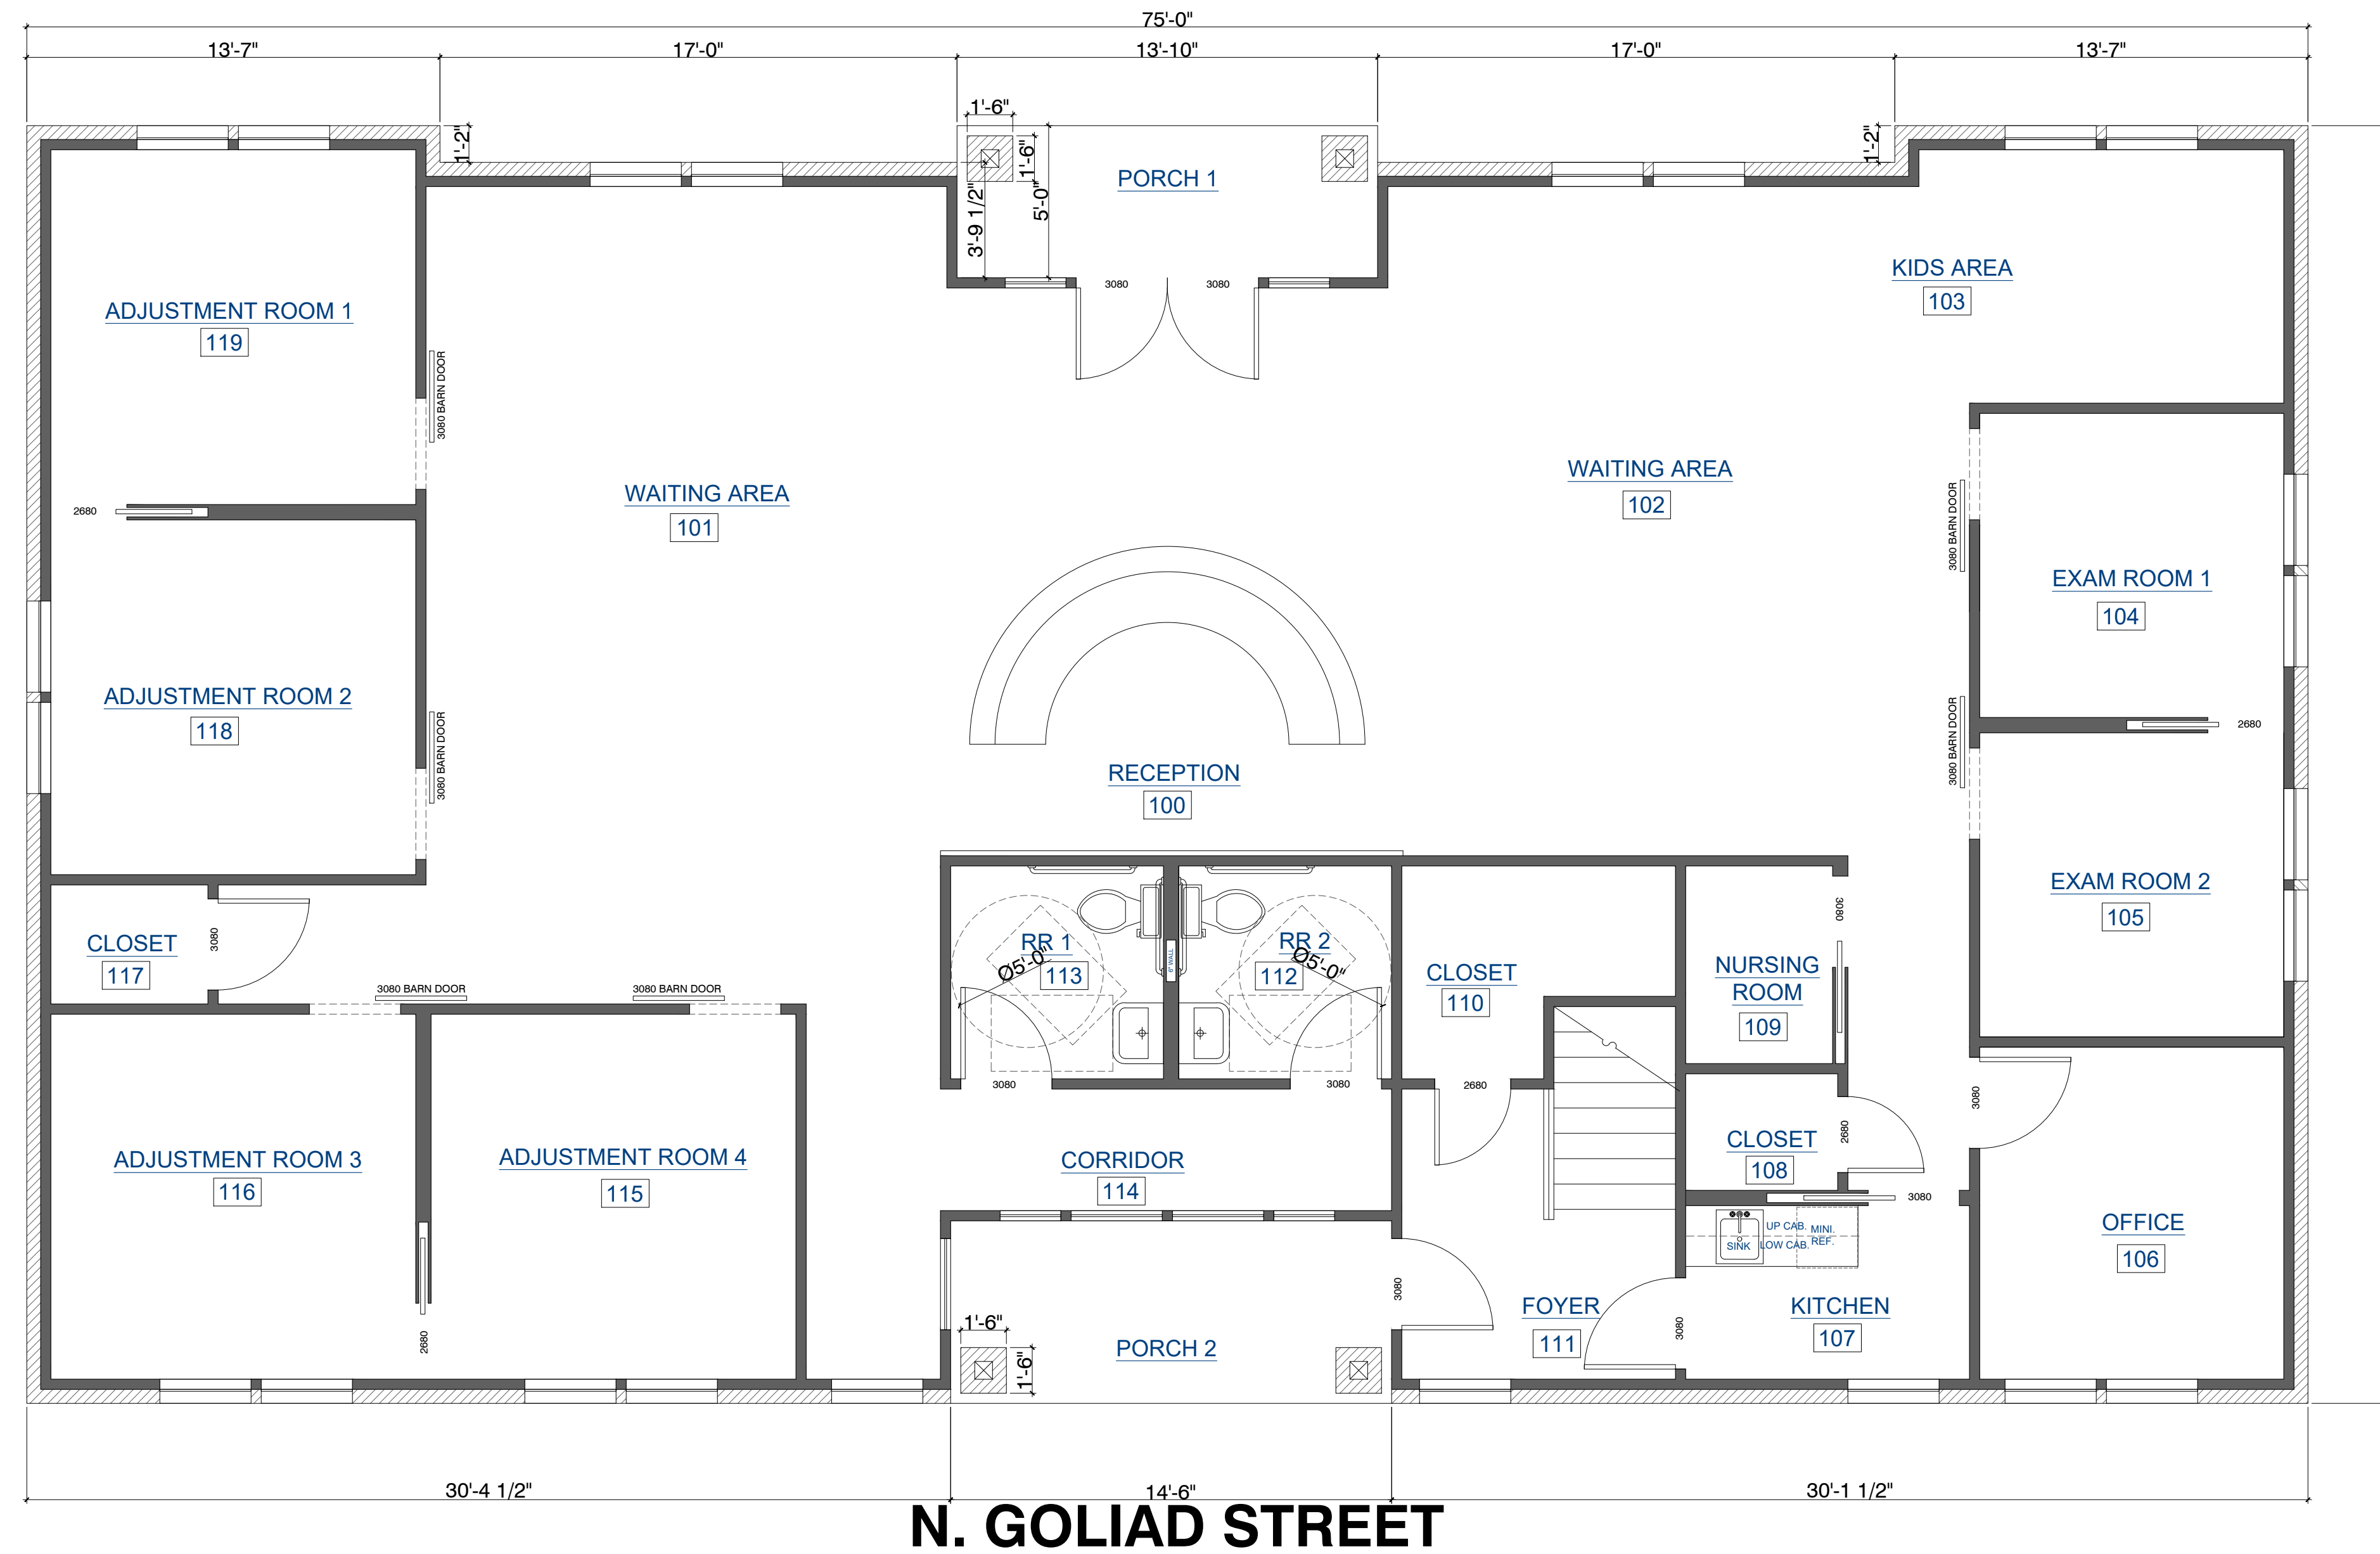 75'-0"
13'-7"
17'-0"
13'-10"
17'-0"
13'-7"
1'-2"
1'-6"
1'-6"
3'-9 1/2"
5'-0"
PORCH 1
1'-2"
3080
3080
KIDS AREA
103
ADJUSTMENT ROOM 1
119
3080 BARN DOOR
2680
WAITING AREA
101
WAITING AREA
102
3080 BARN DOOR
EXAM ROOM 1
104
ADJUSTMENT ROOM 2
118
3080 BARN DOOR
RECEPTION
100
3080 BARN DOOR
2680
EXAM ROOM 2
105
CLOSET
117
3080
3080 BARN DOOR
3080 BARN DOOR
RR 1
113
Ø5'-0"
6" WALL
RR 2
112
Ø5'-0"
3080
3080
CLOSET
110
2680
NURSING
ROOM
109
3080
3080
CLOSET
108
2680
3080
ADJUSTMENT ROOM 3
116
ADJUSTMENT ROOM 4
115
2680
CORRIDOR
114
UP CAB.
MINI.
REF.
SINK
LOW CAB.
OFFICE
106
3080
FOYER
111
3080
KITCHEN
107
1'-6"
1'-6"
PORCH 2
30'-4 1/2"
14'-6"
30'-1 1/2"
N. GOLIAD STREET